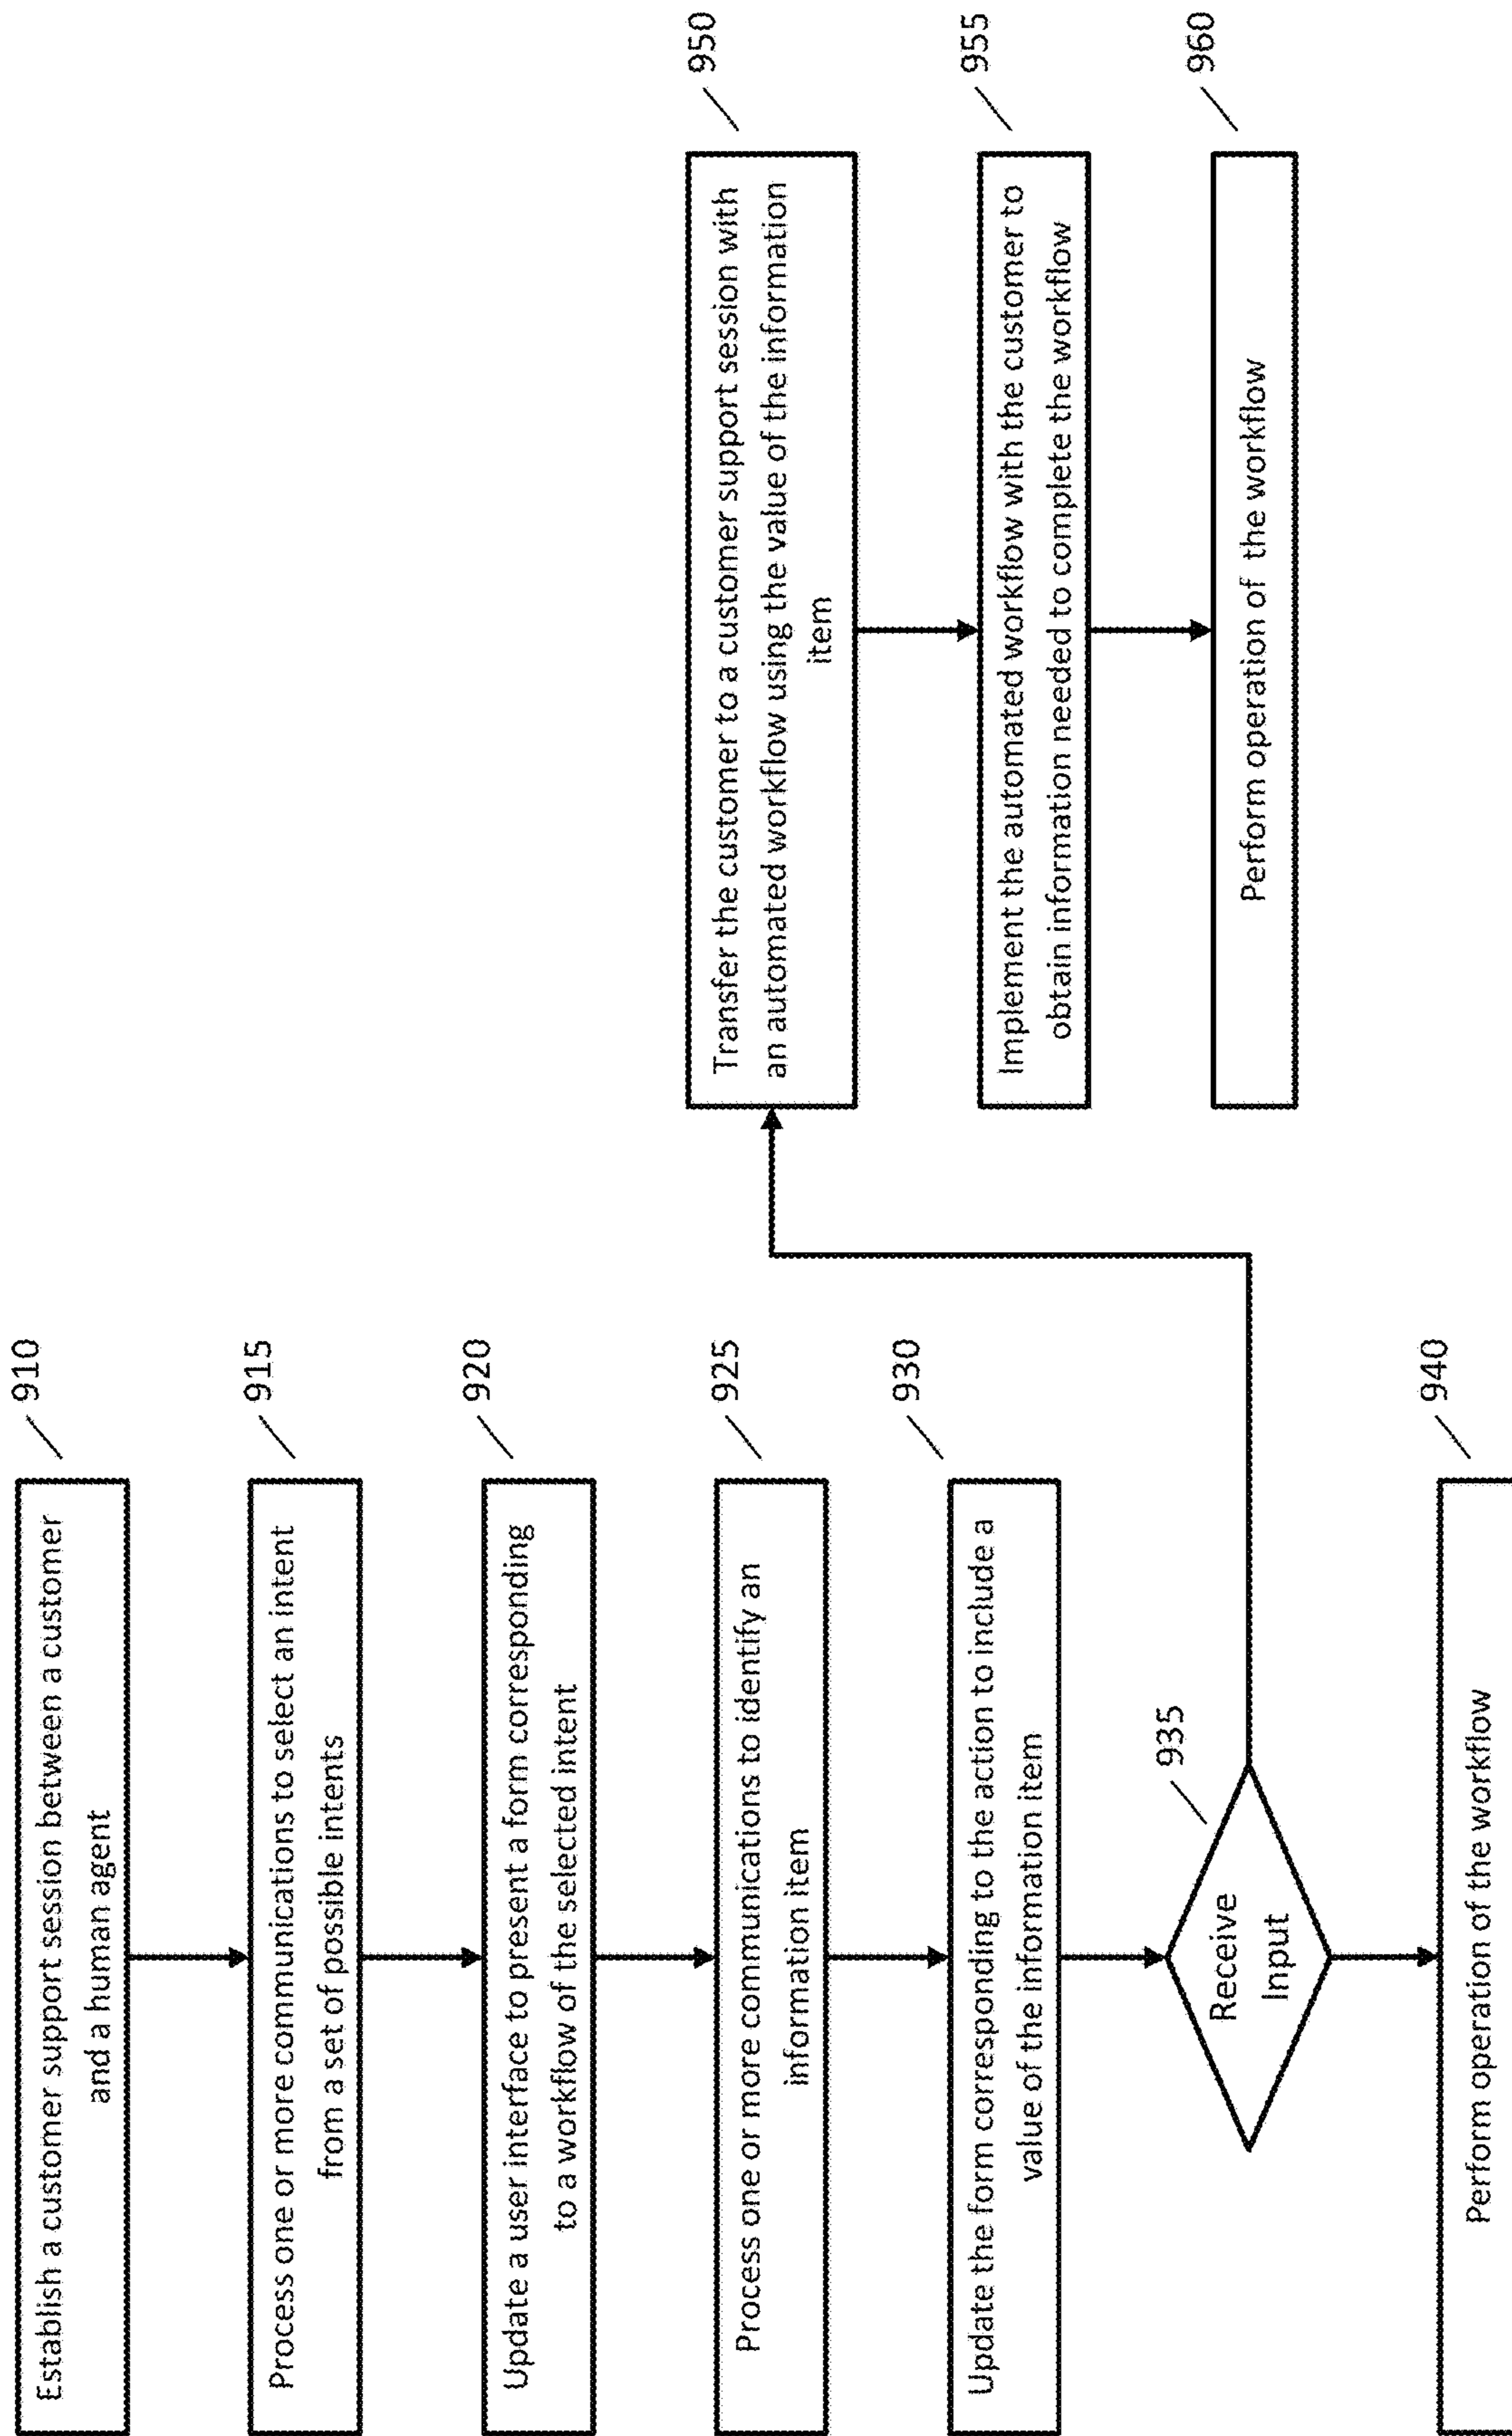 910
Establish a customer support session between a customer
and a human agent
915
Process one or more communications to select an intent
from a set of possible intents
920
Update a user interface to present a form corresponding
to a workflow of the selected intent
925
Process one or more communications to identify an
information item
930
Update the form corresponding to the action to include a
value of the information item
935
Receive
Input
940
Perform operation of the workflow
950
Transfer the customer to a customer support session with
an automated workflow using the value of the information
item
955
Implement the automated workflow with the customer to
obtain information needed to complete the workflow
960
Perform operation of the workflow